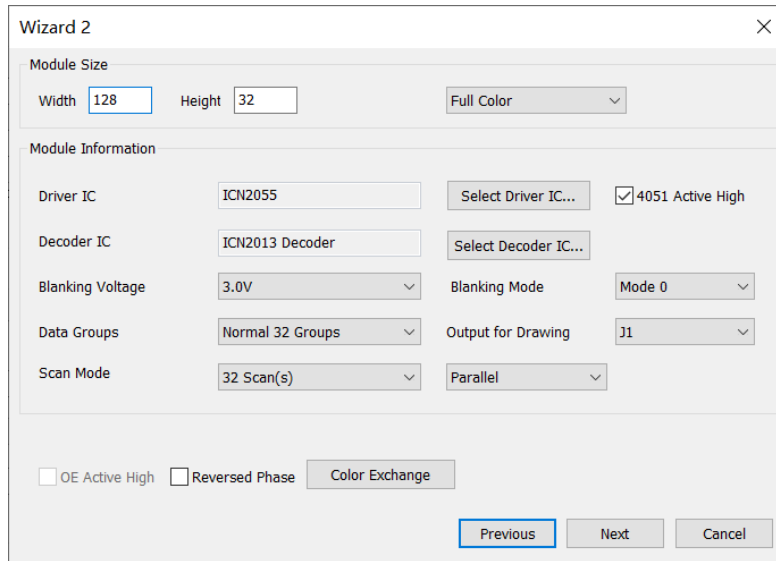 Wizard 2
Module Size
Width 128 Height 32 Full Color
Module Information
Driver IC ICN2055 Select Driver IC... 4051 Active High
Decoder IC ICN2013 Decoder Select Decoder IC...
Blanking Voltage 3.0V Blanking Mode Mode 0
Data Groups Normal 32 Groups Output for Drawing J1
Scan Mode 32 Scan(s) Parallel
OE Active High Reversed Phase Color Exchange
Previous Next Cancel